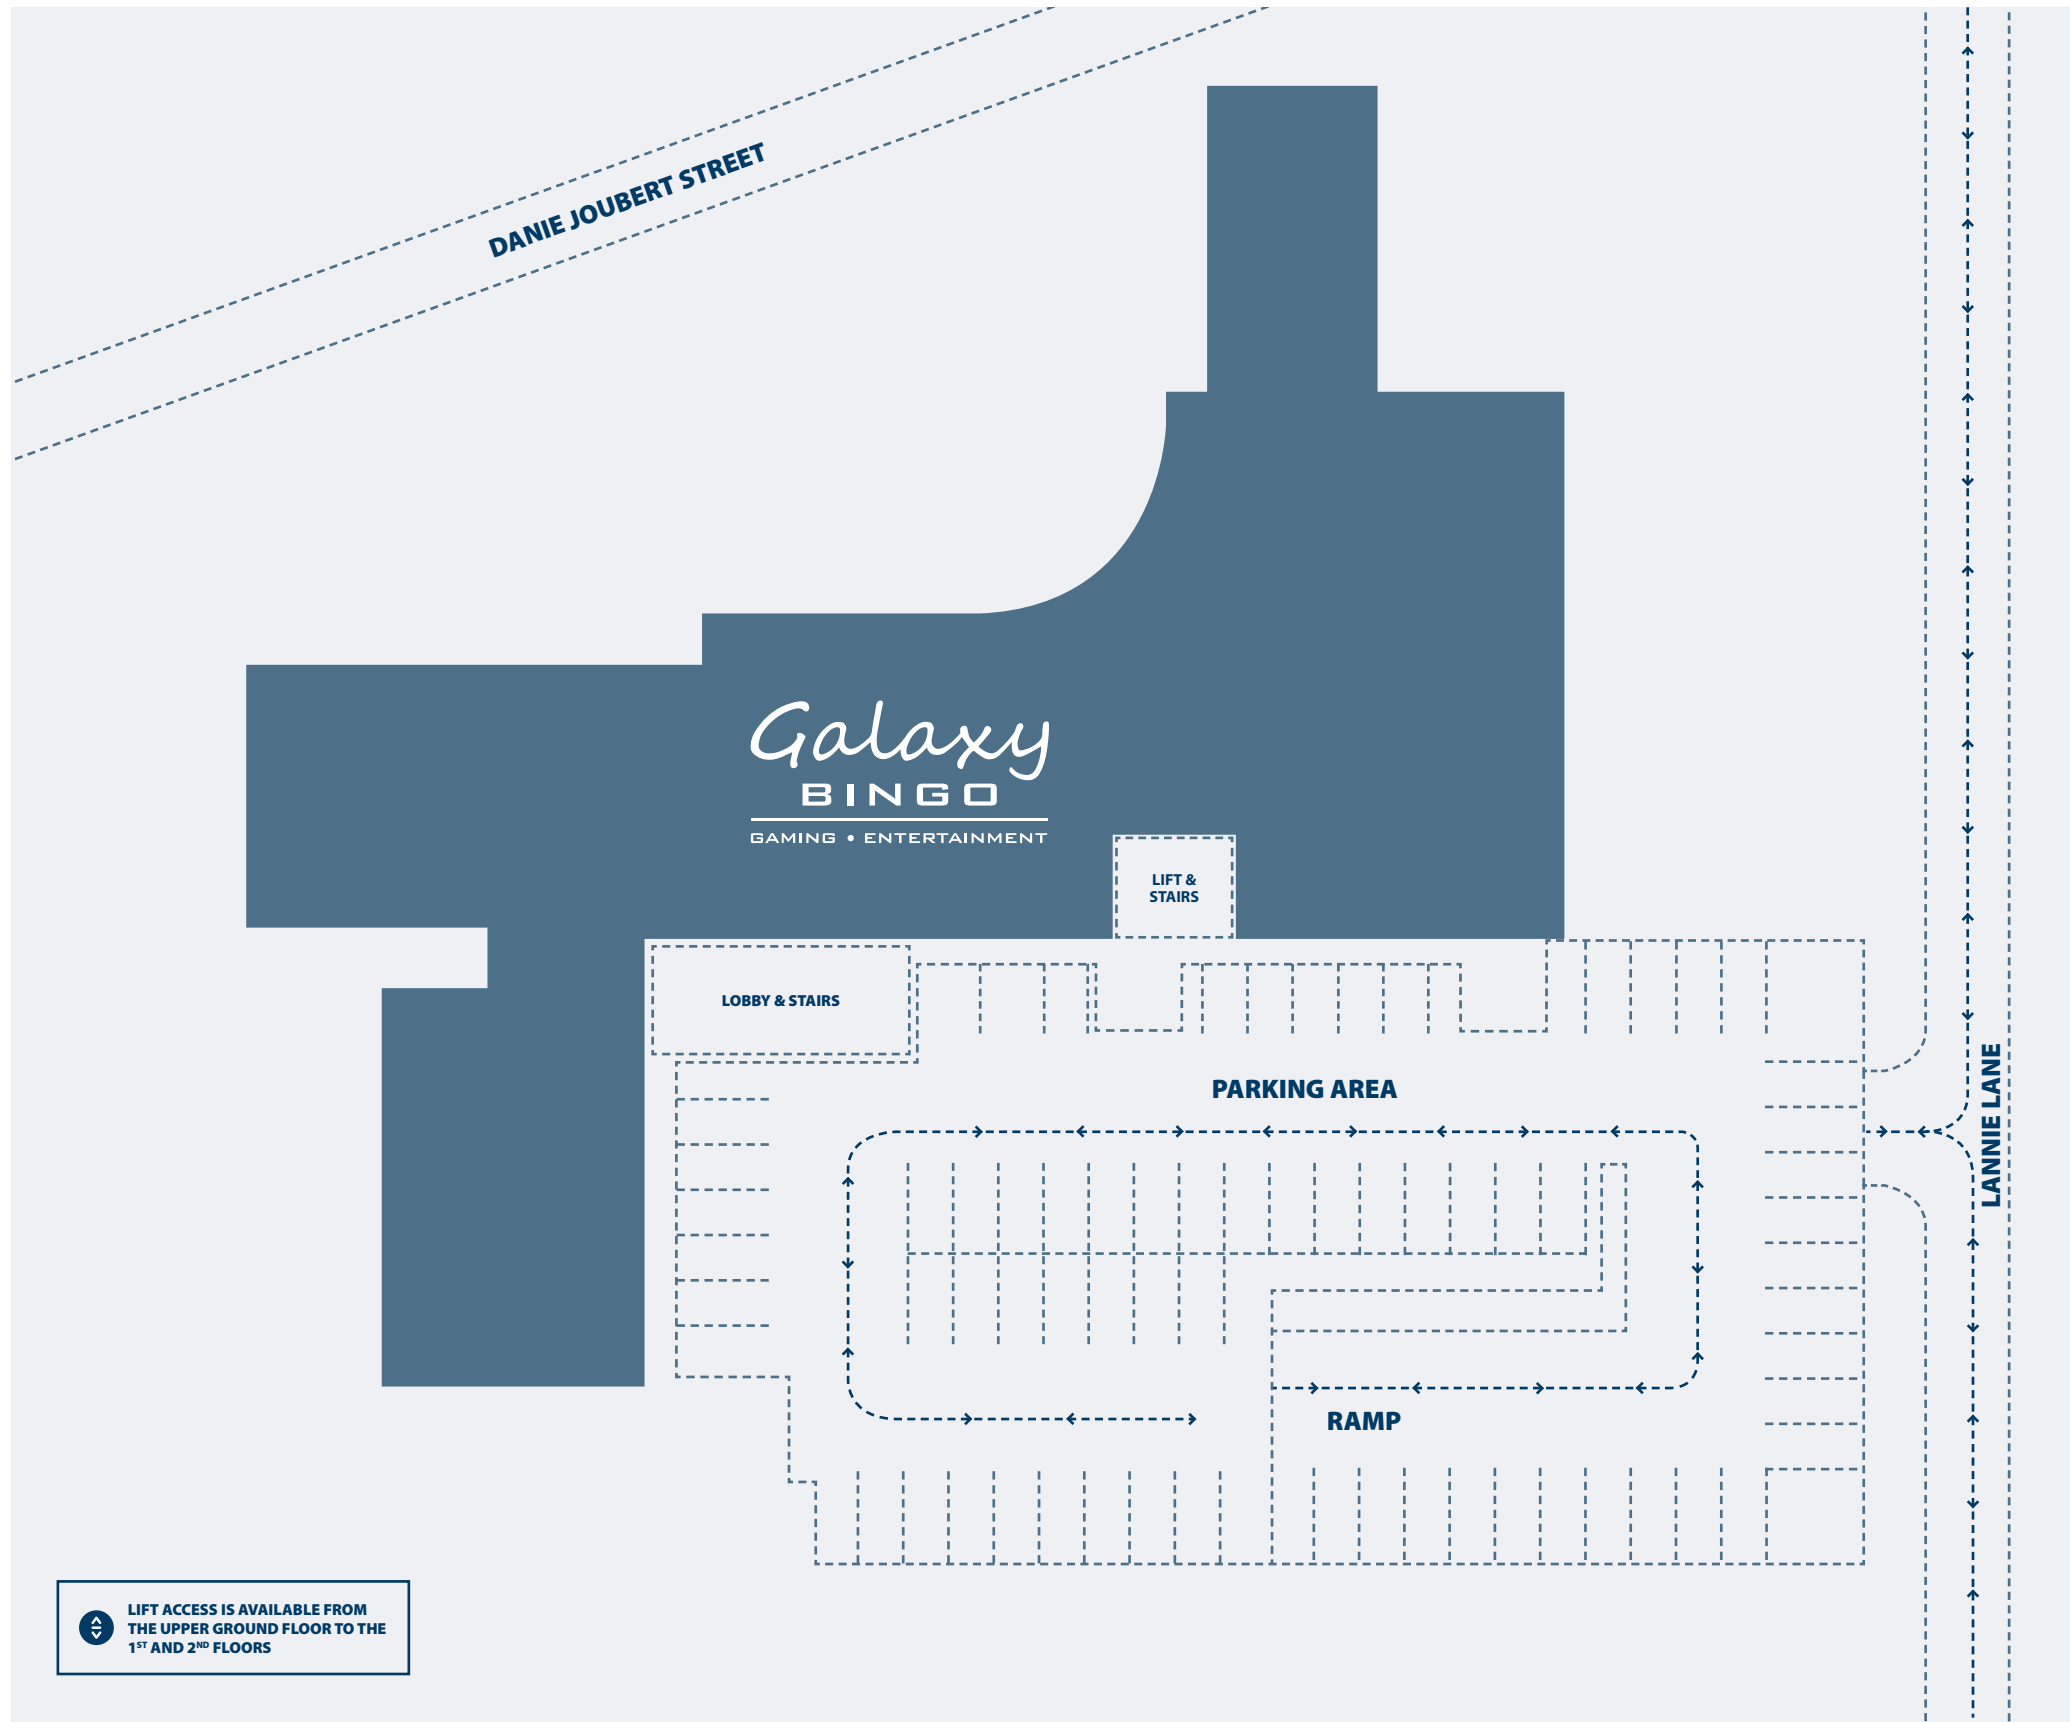 DANIE JOUBERT STREET
Galaxy
BINGO
GAMING • ENTERTAINMENT
LIFT &
STAIRS
LOBBY & STAIRS
PARKING AREA
LANNIE LANE
RAMP
LIFT ACCESS IS AVAILABLE FROM
THE UPPER GROUND FLOOR TO THE
1ST AND 2ND FLOORS